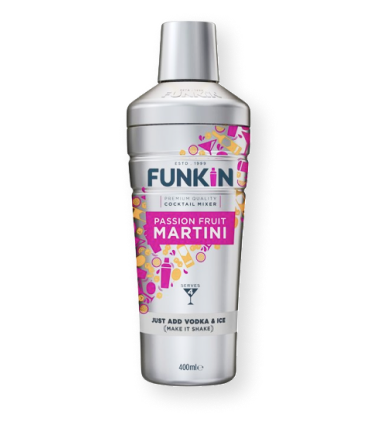 FUNKIN
ESTD. 1999
FUNKIN
PREMIUM QUALITY
COCKTAIL MIXER
PASSION FRUIT
MARTINI
SERVES
4
JUST ADD VODKA & ICE
(MAKE IT SHAKE)
400ml e